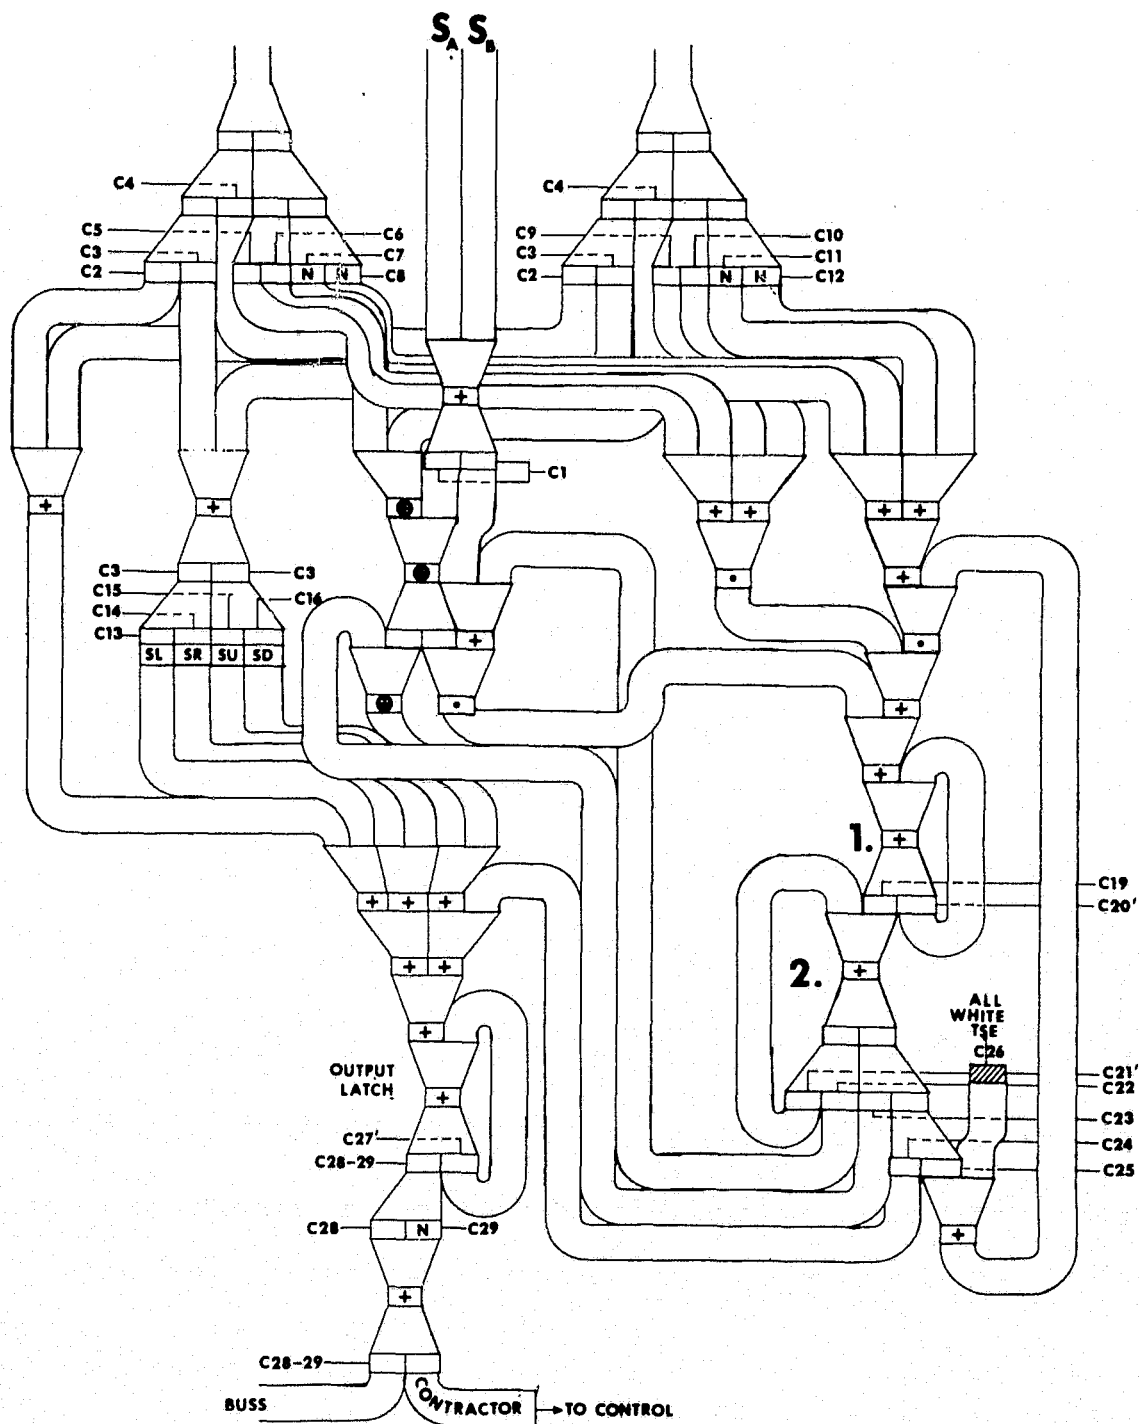 SA SB
C4
C4
C5
C6
C9
C10
C3
C7
C3
C11
C2
N N
C8
C2
N N
C12
+
C1
+
+
+ +
+ +
C3
C3
+
C15
C16
C14
C13
+
SL SR SU SD
+
1.
+
C19
+ + +
C20'
+ +
2.
+
ALL
WHITE
TSE
C26
+
OUTPUT
LATCH
C21'
C22
+
C23
C27'
C24
C28-29
C25
C28
N
C29
+
+
C28-29
BUSS
CONTRACTOR
TO CONTROL